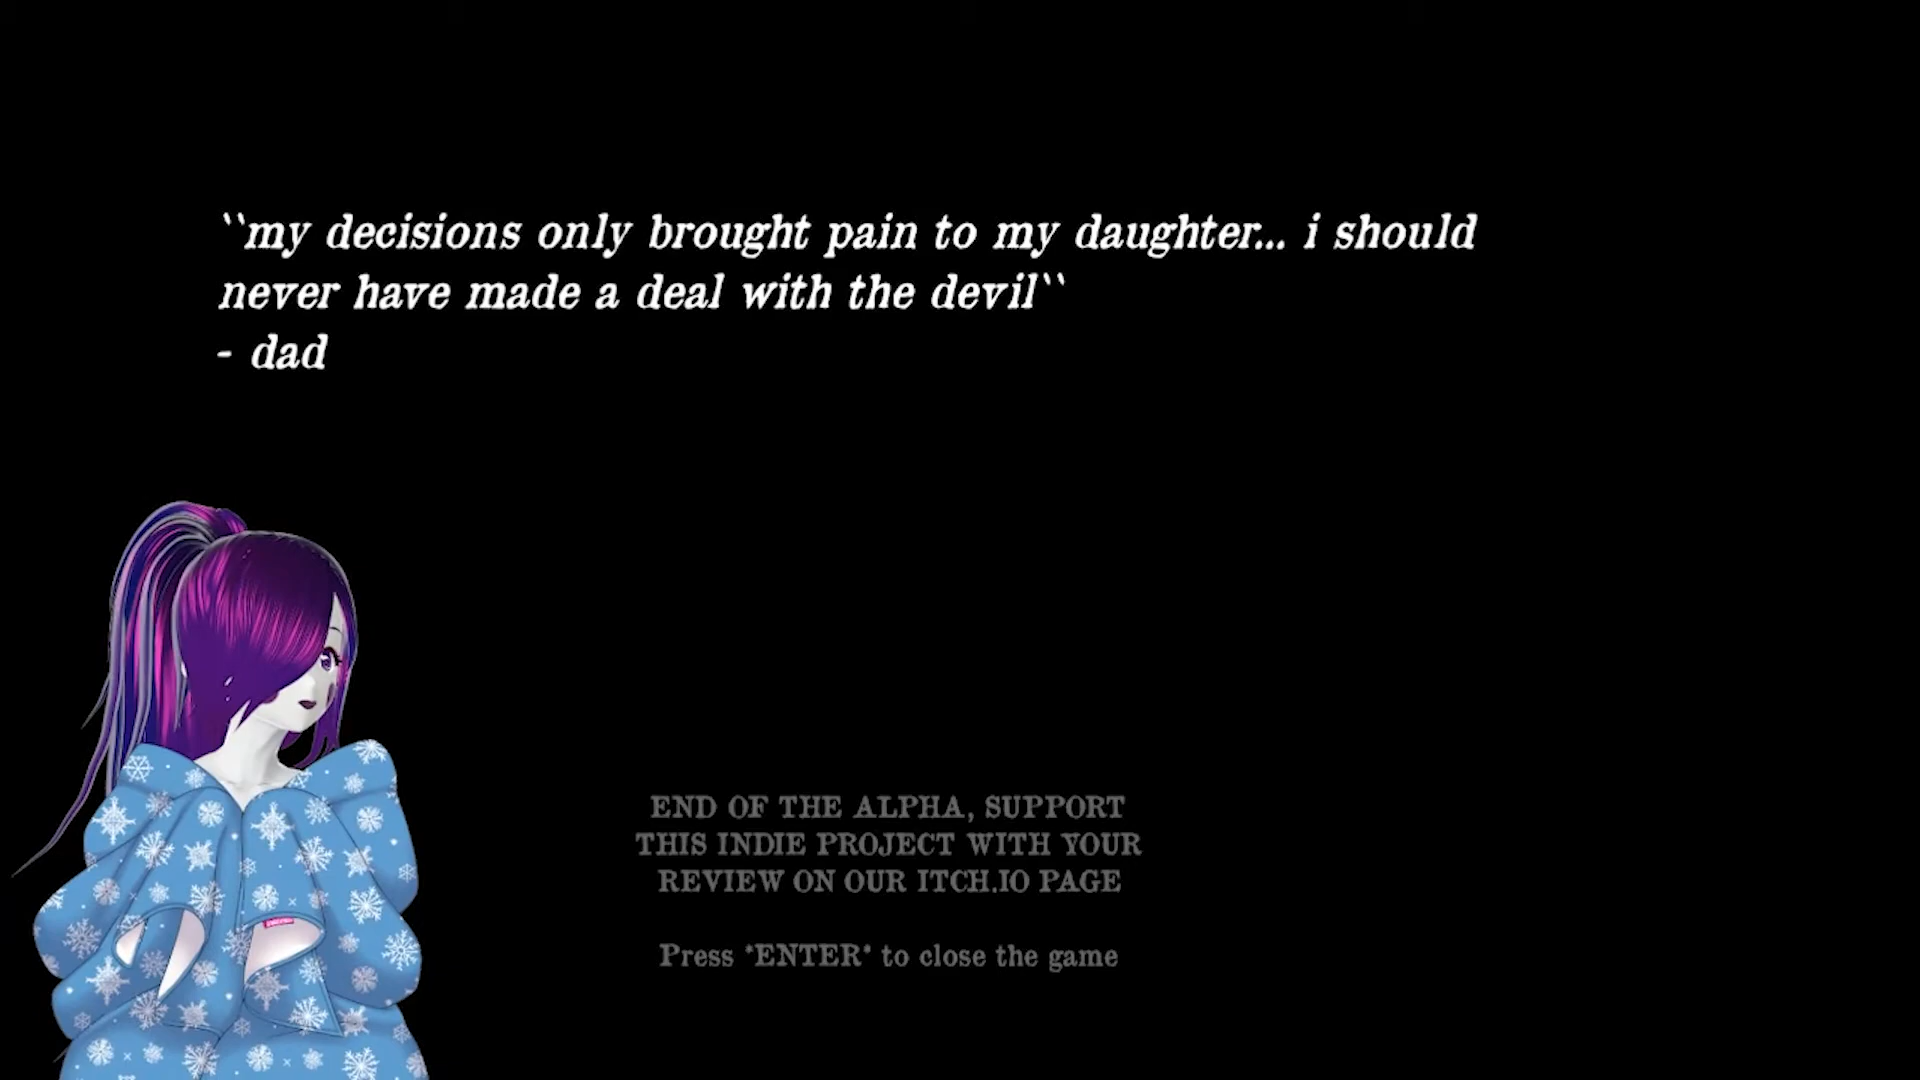 ``my decisions only brought pain to my daughter... i should
never have made a deal with the devil``
- dad
END OF THE ALPHA, SUPPORT
THIS INDIE PROJECT WITH YOUR
REVIEW ON OUR ITCH.IO PAGE
Press *ENTER* to close the game